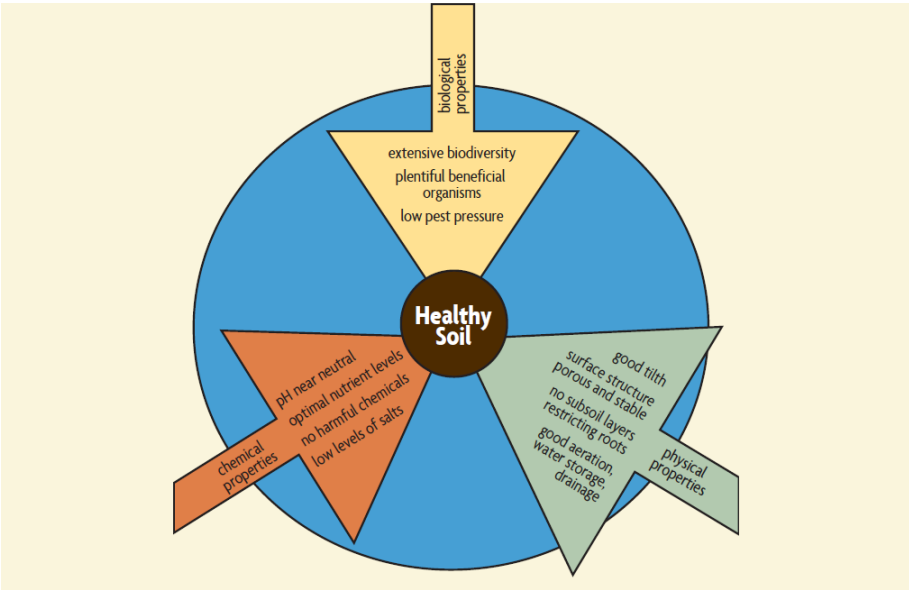 biological
properties
extensive biodiversity
plentiful beneficial
organisms
low pest pressure
Healthy
Soil
pH near neutral
optimal nutrient levels
no harmful chemicals
low levels of salts
chemical
properties
good tilth
surface structure
porous and stable
no subsoil layers
restricting roots
good aeration,
water storage,
drainage
physical
properties